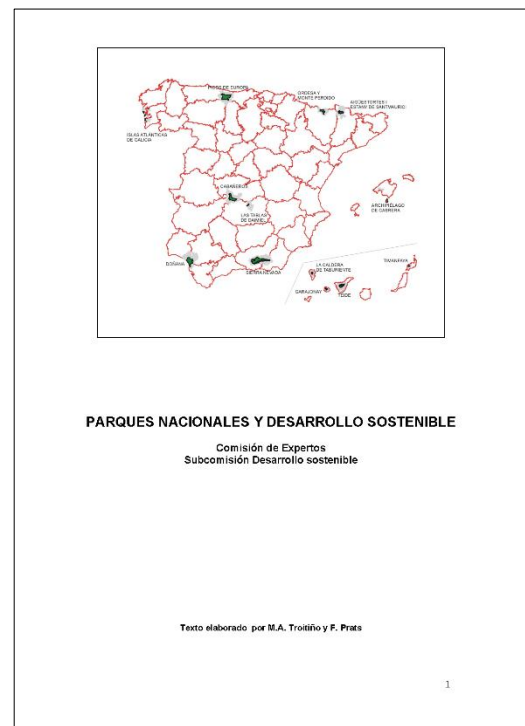 PICOS DE EUROPA
ORDESA Y
MONTE PERDIDO
AIGÜESTORTES I
ESTANY DE SANT MAURICI
ISLAS ATLANTICAS
DE GALICIA
CABAÑEROS
LAS TABLAS
DE DAIMIEL
ARCHIPIELAGO
DE CABRERA
DOÑANA
SIERRA NEVADA
LA CALDERA
DE TABURIENTE
TIMANFAYA
GARAJONAY
TEIDE
PARQUES NACIONALES Y DESARROLLO SOSTENIBLE
Comisión de Expertos
Subcomisión Desarrollo sostenible
Texto elaborado por M.A. Troitiño y F. Prats
1